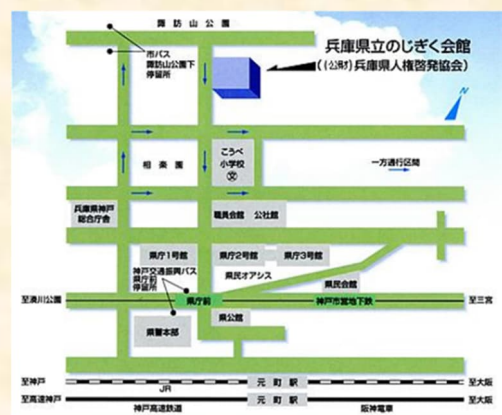 諏訪山公園
市バス
諏訪山公園下
停留所
兵庫県立のじぎく会館
((公財)兵庫県人権啓発協会)
N
こうべ
小学校
文
相楽園
一方通行区間
兵庫県神戸
総合庁舎
職員会館 公社館
県庁1号館
県庁2号館
県庁3号館
神戸交通振興バス
県庁前
停留所
県民オアシス
県民会館
至湊川公園
県庁前
神戸市営地下鉄
至三宮
県公館
県警本部
至神戸
JR
元町駅
至大阪
至高速神戸
神戸高速鉄道
元町駅
阪神電車
至大阪